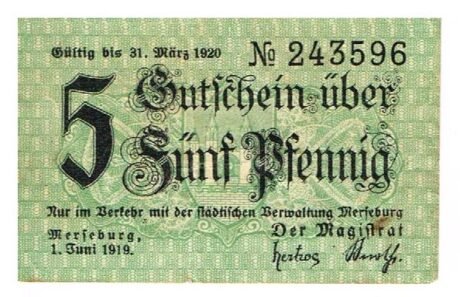 Gültig bis 31. März 1920 № 243596
5 Gutschein über
Fünf Pfennig
Nur im Verkehr mit der städtischen Verwaltung Merseburg
Merseburg, Der Magistrat
1. Juni 1919. Herzog